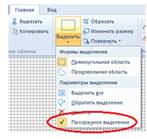 Главная
Вид
Вырезать
Копировать
Выделить
Обрезать
Изменить размер
Повернуть
Формы выделения
Прямоугольная область
Произвольная область
Параметры выделения
Выделить все
Обратить выделение
Прозрачное выделение